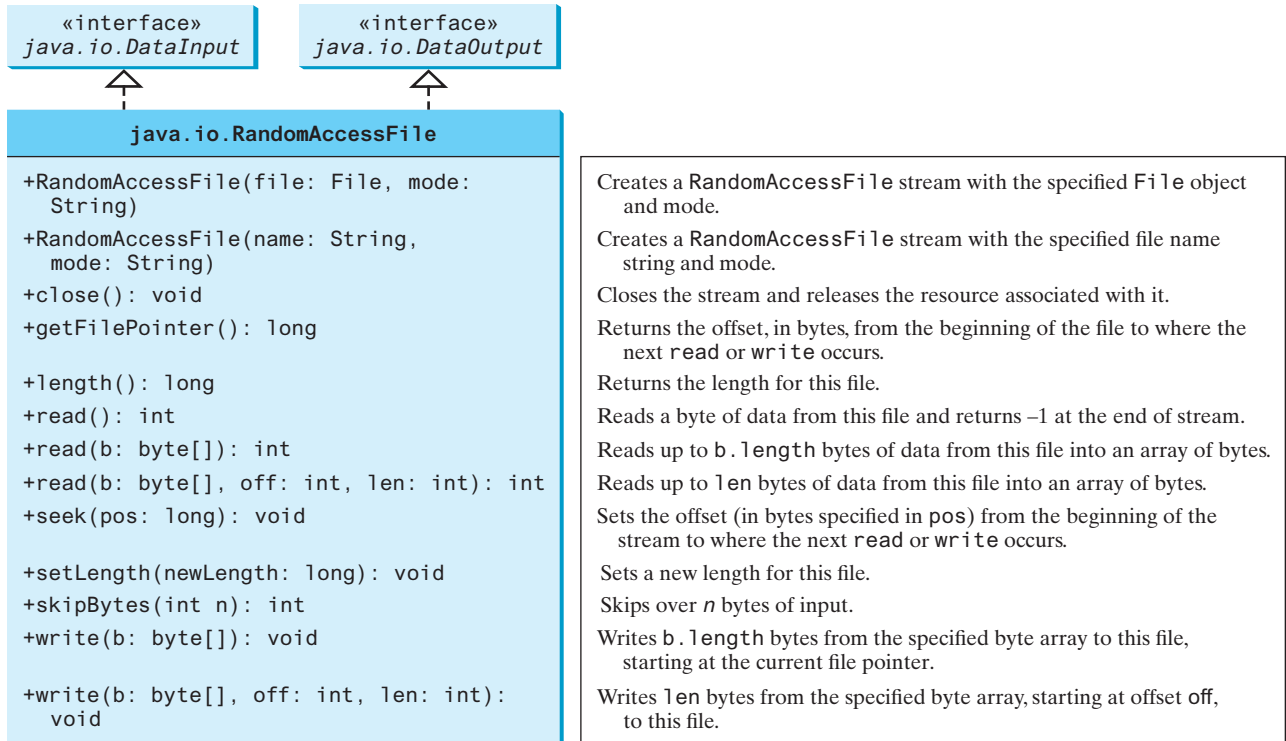 «interface»
java.io.DataInput
«interface»
java.io.DataOutput
java.io.RandomAccessFile
+RandomAccessFile(file: File, mode:
String)
Creates a RandomAccessFile stream with the specified File object
and mode.
+RandomAccessFile(name: String,
mode: String)
Creates a RandomAccessFile stream with the specified file name
string and mode.
+close(): void
Closes the stream and releases the resource associated with it.
+getFilePointer(): long
Returns the offset, in bytes, from the beginning of the file to where the
next read or write occurs.
+length(): long
Returns the length for this file.
+read(): int
Reads a byte of data from this file and returns –1 at the end of stream.
+read(b: byte[]): int
Reads up to b.length bytes of data from this file into an array of bytes.
+read(b: byte[], off: int, len: int): int
Reads up to len bytes of data from this file into an array of bytes.
+seek(pos: long): void
Sets the offset (in bytes specified in pos) from the beginning of the
stream to where the next read or write occurs.
+setLength(newLength: long): void
Sets a new length for this file.
+skipBytes(int n): int
Skips over n bytes of input.
+write(b: byte[]): void
Writes b.length bytes from the specified byte array to this file,
starting at the current file pointer.
+write(b: byte[], off: int, len: int):
void
Writes len bytes from the specified byte array, starting at offset off,
to this file.